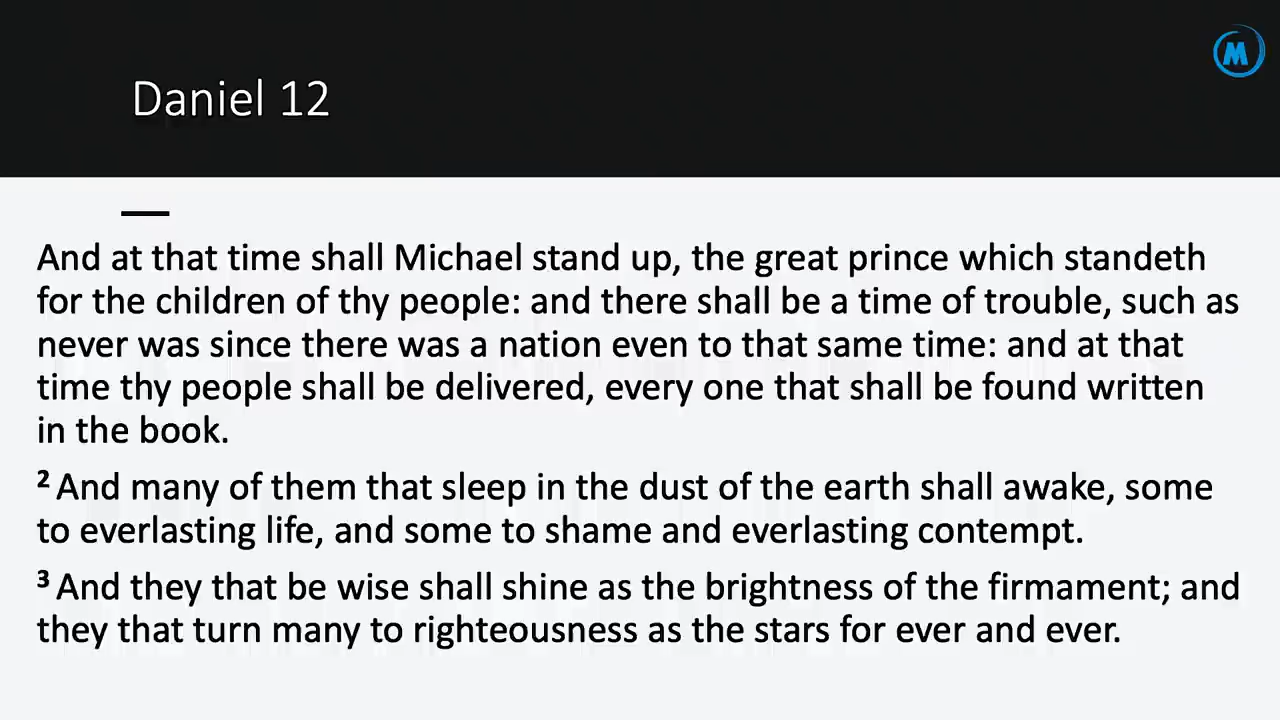 Daniel 12
M
And at that time shall Michael stand up, the great prince which standeth
for the children of thy people: and there shall be a time of trouble, such as
never was since there was a nation even to that same time: and at that
time thy people shall be delivered, every one that shall be found written
in the book.
2 And many of them that sleep in the dust of the earth shall awake, some
to everlasting life, and some to shame and everlasting contempt.
3 And they that be wise shall shine as the brightness of the firmament; and
they that turn many to righteousness as the stars for ever and ever.